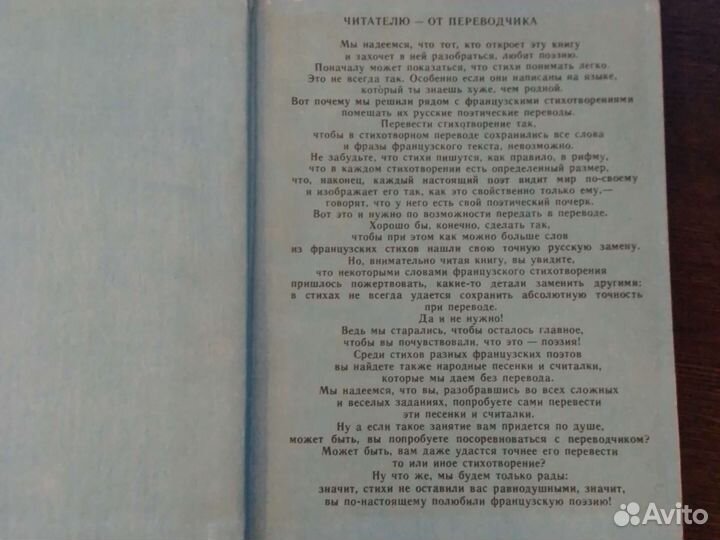 ЧИТАТЕЛЮ — ОТ ПЕРЕВОДЧИКА
Мы надеемся, что тот, кто откроет эту книгу
и захочет в ней разобраться, любит поэзию.
Поначалу может показаться, что стихи понимать легко.
Это не всегда так. Особенно если они написаны на языке,
который ты знаешь хуже, чем родной.
Вот почему мы решили рядом с французскими стихотворениями
помещать их русские поэтические переводы.
Перевести стихотворение так,
чтобы в стихотворном переводе сохранились все слова
и фразы французского текста, невозможно.
Не забудьте, что стихи пишутся, как правило, в рифму,
что в каждом стихотворении есть определенный размер,
что, наконец, каждый настоящий поэт видит мир по-своему
и изображает его так, как это свойственно только ему,—
говорят, что у него есть свой поэтический почерк.
Вот это и нужно по возможности передать в переводе.
Хорошо бы, конечно, сделать так,
чтобы при этом как можно больше слов
из французских стихов нашли свою точную русскую замену.
Но, внимательно читая книгу, вы увидите,
что некоторыми словами французского стихотворения
пришлось пожертвовать, какие-то детали заменить другими;
в стихах не всегда удается сохранить абсолютную точность
при переводе.
Да и не нужно!
Ведь мы старались, чтобы осталось главное,
чтобы вы почувствовали, что это — поэзия!
Среди стихов разных французских поэтов
вы найдете также народные песенки и считалки,
которые мы даем без перевода.
Мы надеемся, что вы, разобравшись во всех сложных
и веселых заданиях, попробуете сами перевести
эти песенки и считалки.
Ну а если такое занятие вам придется по душе,
может быть, вы попробуете посоревноваться с переводчиком?
Может быть, вам даже удастся точнее его перевести
то или иное стихотворение?
Ну что же, мы будем только рады:
значит, стихи не оставили вас равнодушными, значит,
вы по-настоящему полюбили французскую поэзию!
Avito